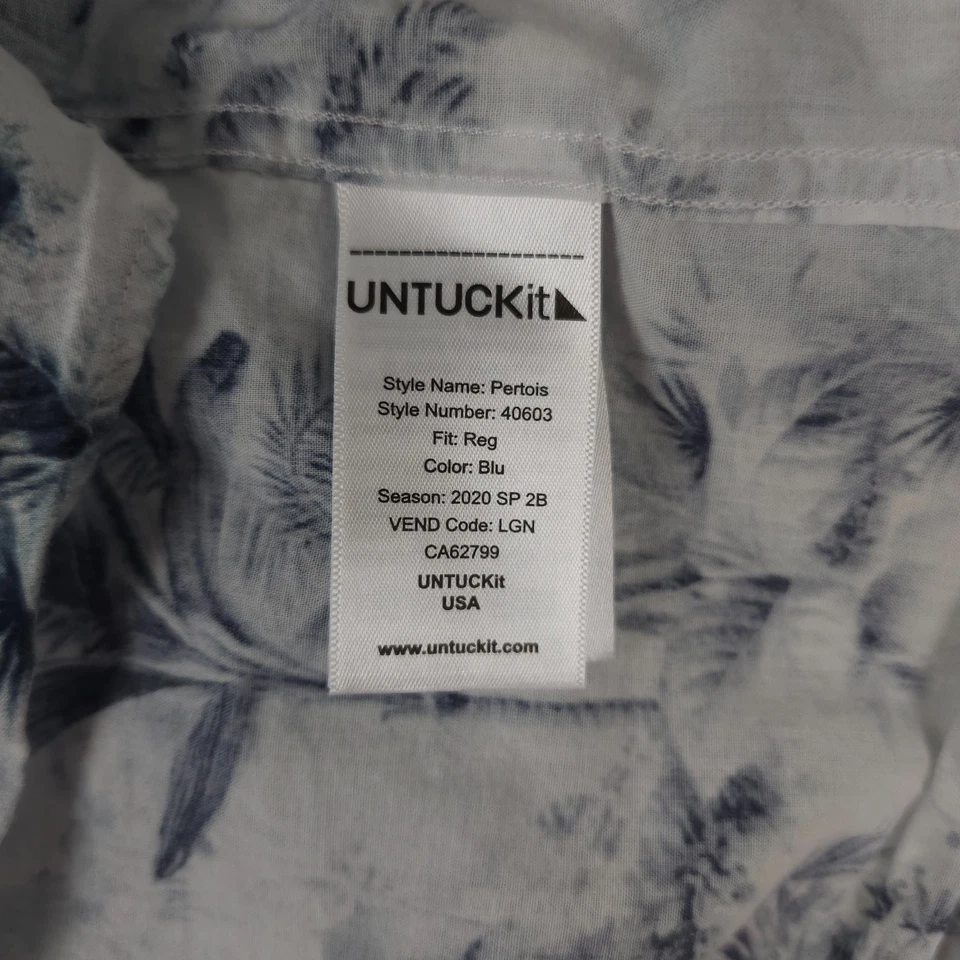 UNTUCKit
Style Name: Pertois
Style Number: 40603
Fit: Reg
Color: Blu
Season: 2020 SP 2B
VEND Code: LGN
CA62799
UNTUCKit
USA
www.untuckit.com